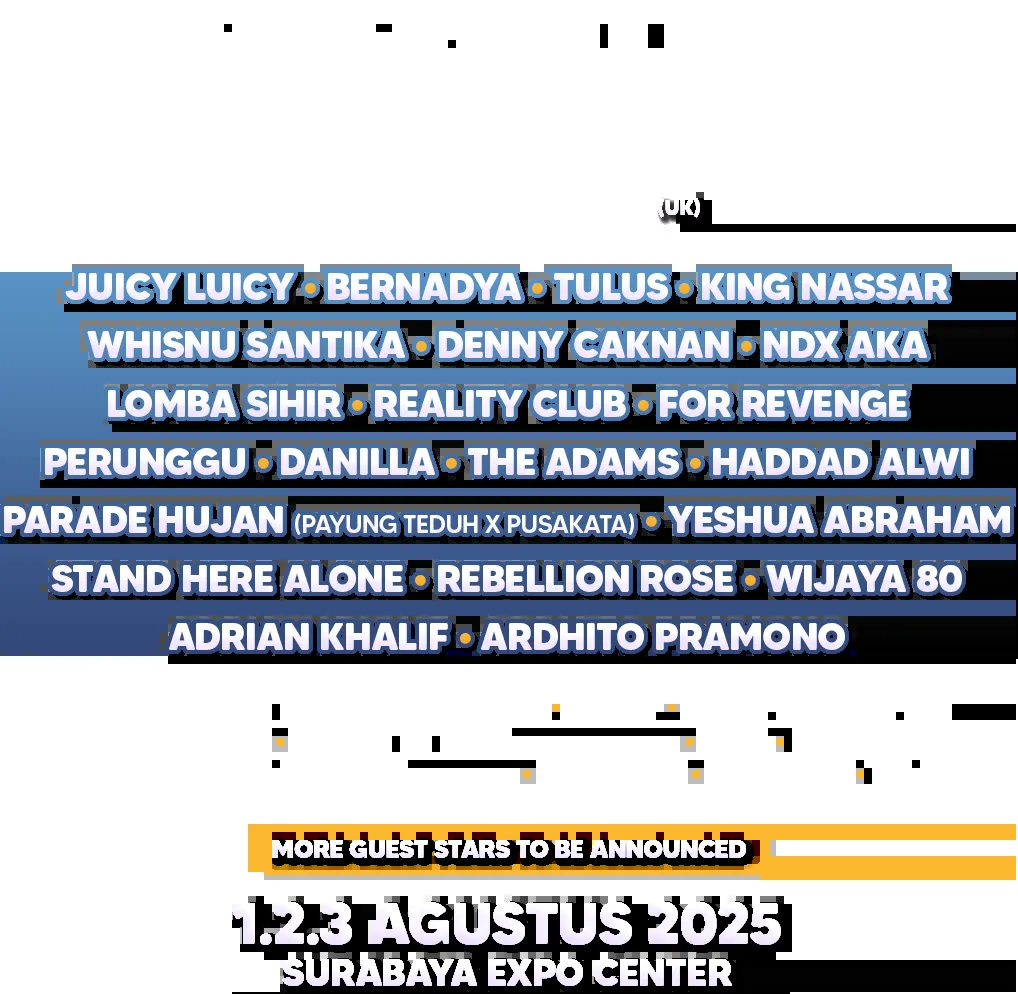 (UK)
JUICY LUICY • BERNADYA • TULUS • KING NASSAR
WHISNU SANTIKA • DENNY CAKNAN • NDX AKA
LOMBA SIHIR • REALITY CLUB • FOR REVENGE
PERUNGGU • DANILLA • THE ADAMS • HADDAD ALWI
PARADE HUJAN (PAYUNG TEDUH X PUSAKATA) • YESHUA ABRAHAM
STAND HERE ALONE • REBELLION ROSE • WIJAYA 80
ADRIAN KHALIF • ARDHITO PRAMONO
MORE GUEST STARS TO BE ANNOUNCED
1.2.3 AGUSTUS 2025
SURABAYA EXPO CENTER